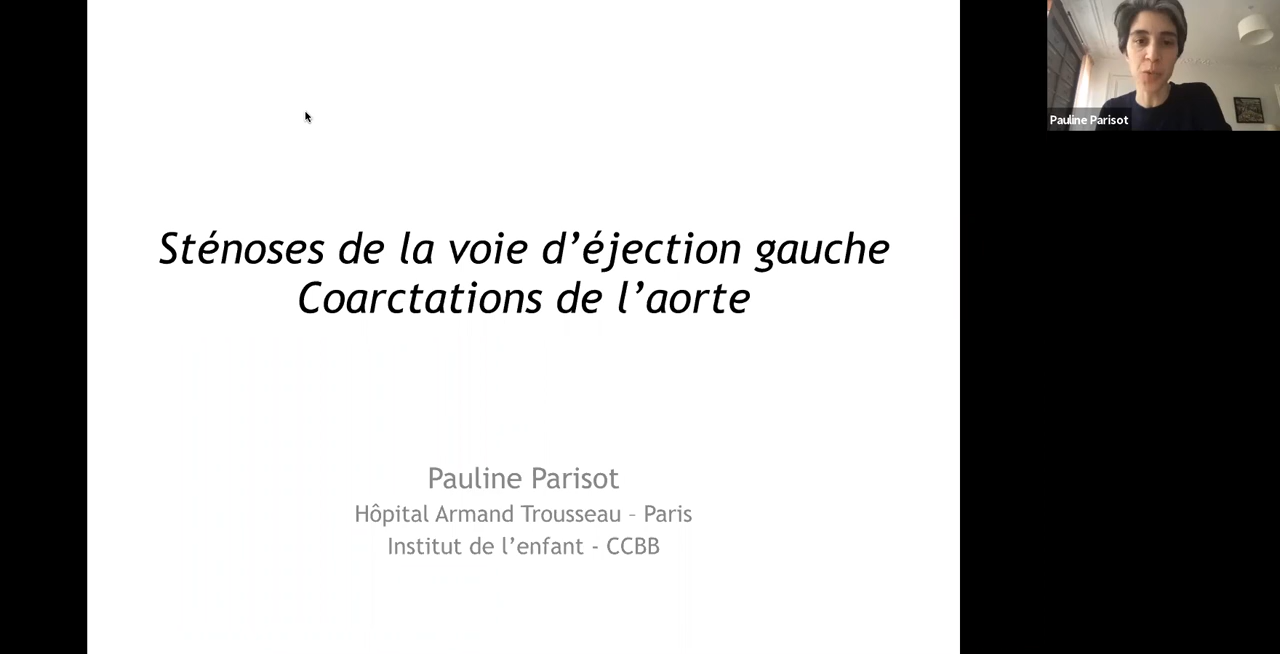 Sténoses de la voie d’éjection gauche
Coarctations de l’aorte
Pauline Parisot
Hôpital Armand Trousseau – Paris
Institut de l’enfant - CCBB
Pauline Parisot